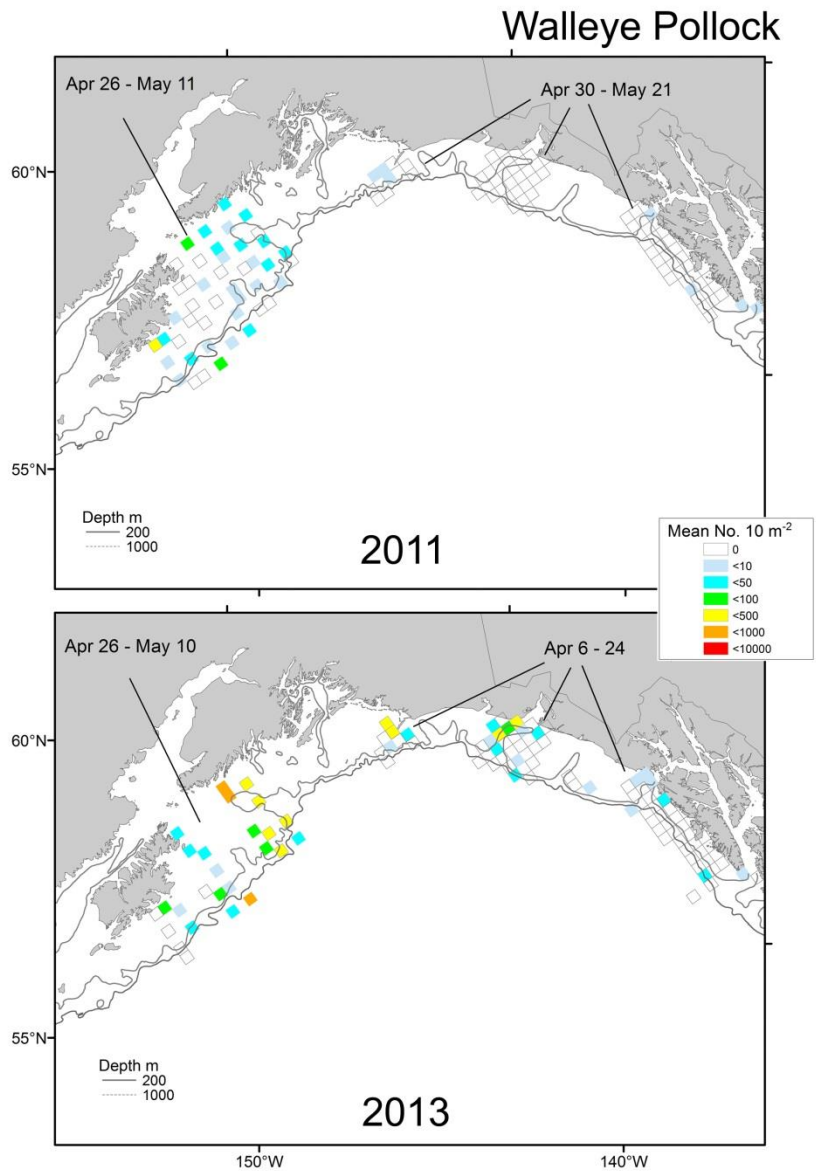 Walleye Pollock
Apr 26 - May 11
Apr 30 - May 21
60°N
55°N
Depth m
200
1000
2011
Mean No. 10 m⁻²
0
<10
<50
<100
<500
<1000
<10000
Apr 26 - May 10
Apr 6 - 24
60°N
55°N
Depth m
200
1000
2013
150°W
140°W